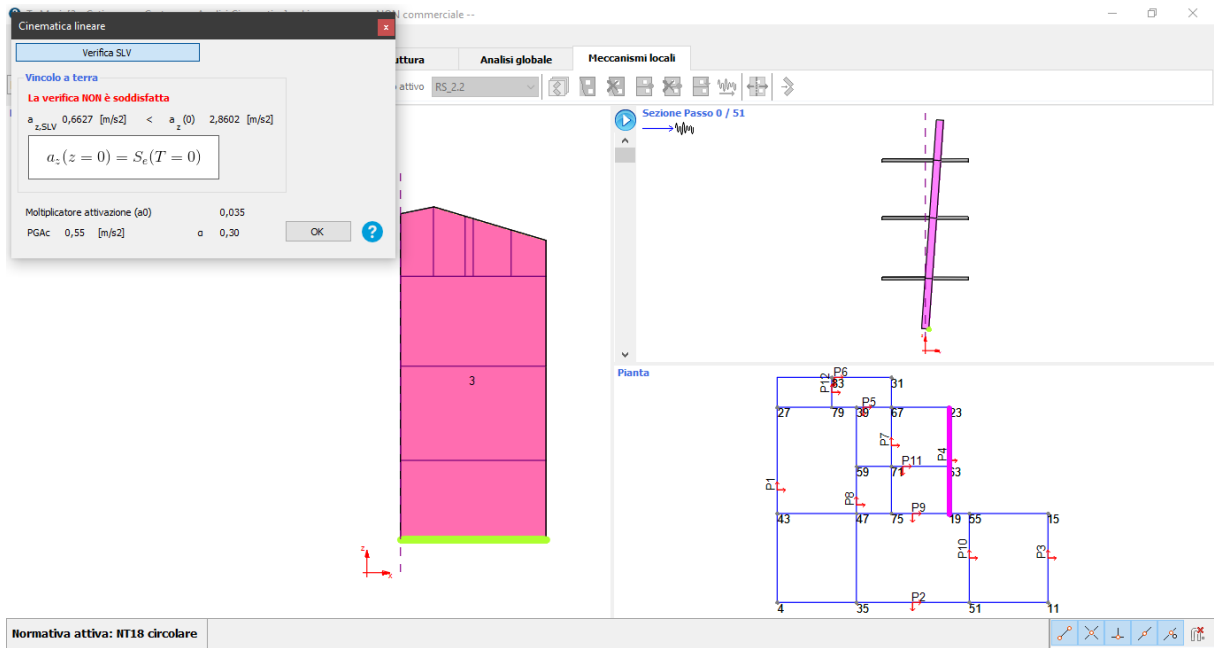 NON commerciale --
Cinematica lineare
x
Verifica SLV
Vincolo a terra
La verifica NON è soddisfatta
a z,SLV 0,6627 [m/s2] < a z (0) 2,8602 [m/s2]
a_z(z = 0) = S_e(T = 0)
Moltiplicatore attivazione (a0) 0,035
PGAc 0,55 [m/s2] α 0,30
OK
?
uttura
Analisi globale
Meccanismi locali
attivo RS_2.2
Sezione Passo 0 / 51
3
z
x
Pianta
P6
P12 83 31
P5
27 79 39 67 23
P7
P4
P11
59 71 63
P1
P8
P9
43 47 75 19 55 15
P10
P3
P2
4 35 51 11
Normativa attiva: NT18 circolare